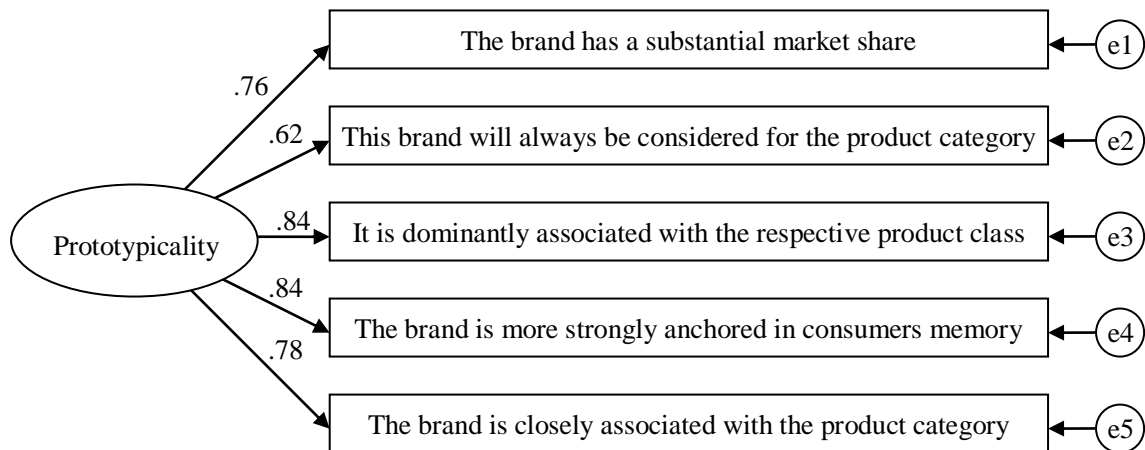 The brand has a substantial market share
e1
.76
This brand will always be considered for the product category
e2
.62
It is dominantly associated with the respective product class
e3
.84
Prototypicality
The brand is more strongly anchored in consumers memory
e4
.84
.78
The brand is closely associated with the product category
e5